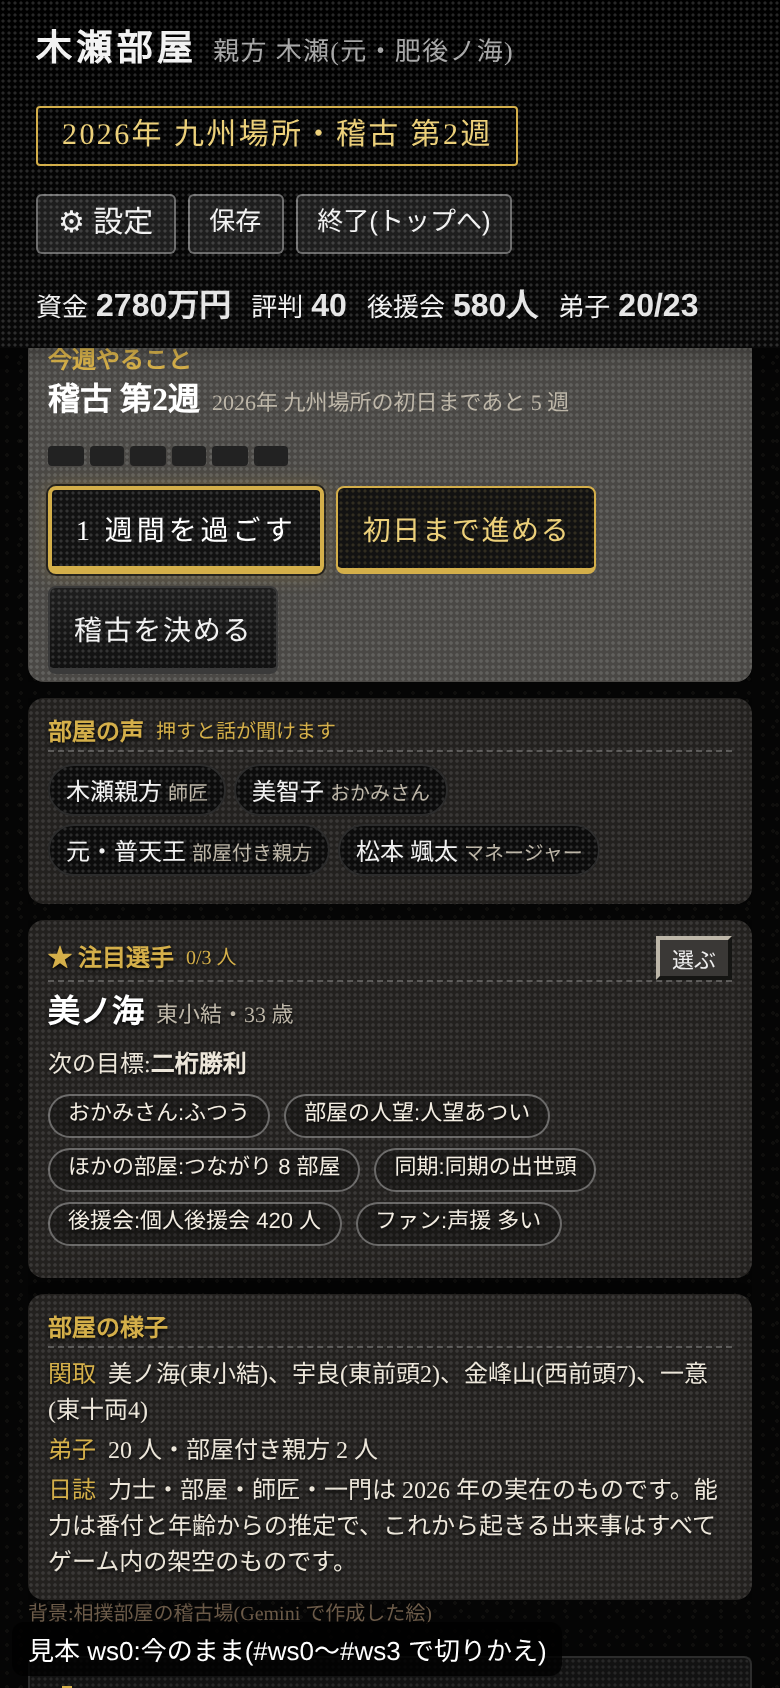 木瀬部屋 親方 木瀬(元・肥後ノ海)
2026年 九州場所・稽古 第2週
⚙ 設定 保存 終了(トップへ)
資金 2780万円 評判 40 後援会 580人 弟子 20/23
今週やること
稽古 第2週 2026年 九州場所の初日まであと 5 週
1 週間を過ごす 初日まで進める
稽古を決める
部屋の声 押すと話が聞けます
木瀬親方 師匠 美智子 おかみさん
元・普天王 部屋付き親方 松本 颯太 マネージャー
★ 注目選手 0/3 人 選ぶ
美ノ海 東小結・33 歳
次の目標:二桁勝利
おかみさん:ふつう 部屋の人望:人望あつい
ほかの部屋:つながり 8 部屋 同期:同期の出世頭
後援会:個人後援会 420 人 ファン:声援 多い
部屋の様子
関取 美ノ海(東小結)、宇良(東前頭2)、金峰山(西前頭7)、一意
(東十両4)
弟子 20 人・部屋付き親方 2 人
日誌 力士・部屋・師匠・一門は 2026 年の実在のものです。能
力は番付と年齢からの推定で、これから起きる出来事はすべて
ゲーム内の架空のものです。
背景:相撲部屋の稽古場(Gemini で作成した絵)
見本 ws0:今のまま(#ws0〜#ws3 で切りかえ)